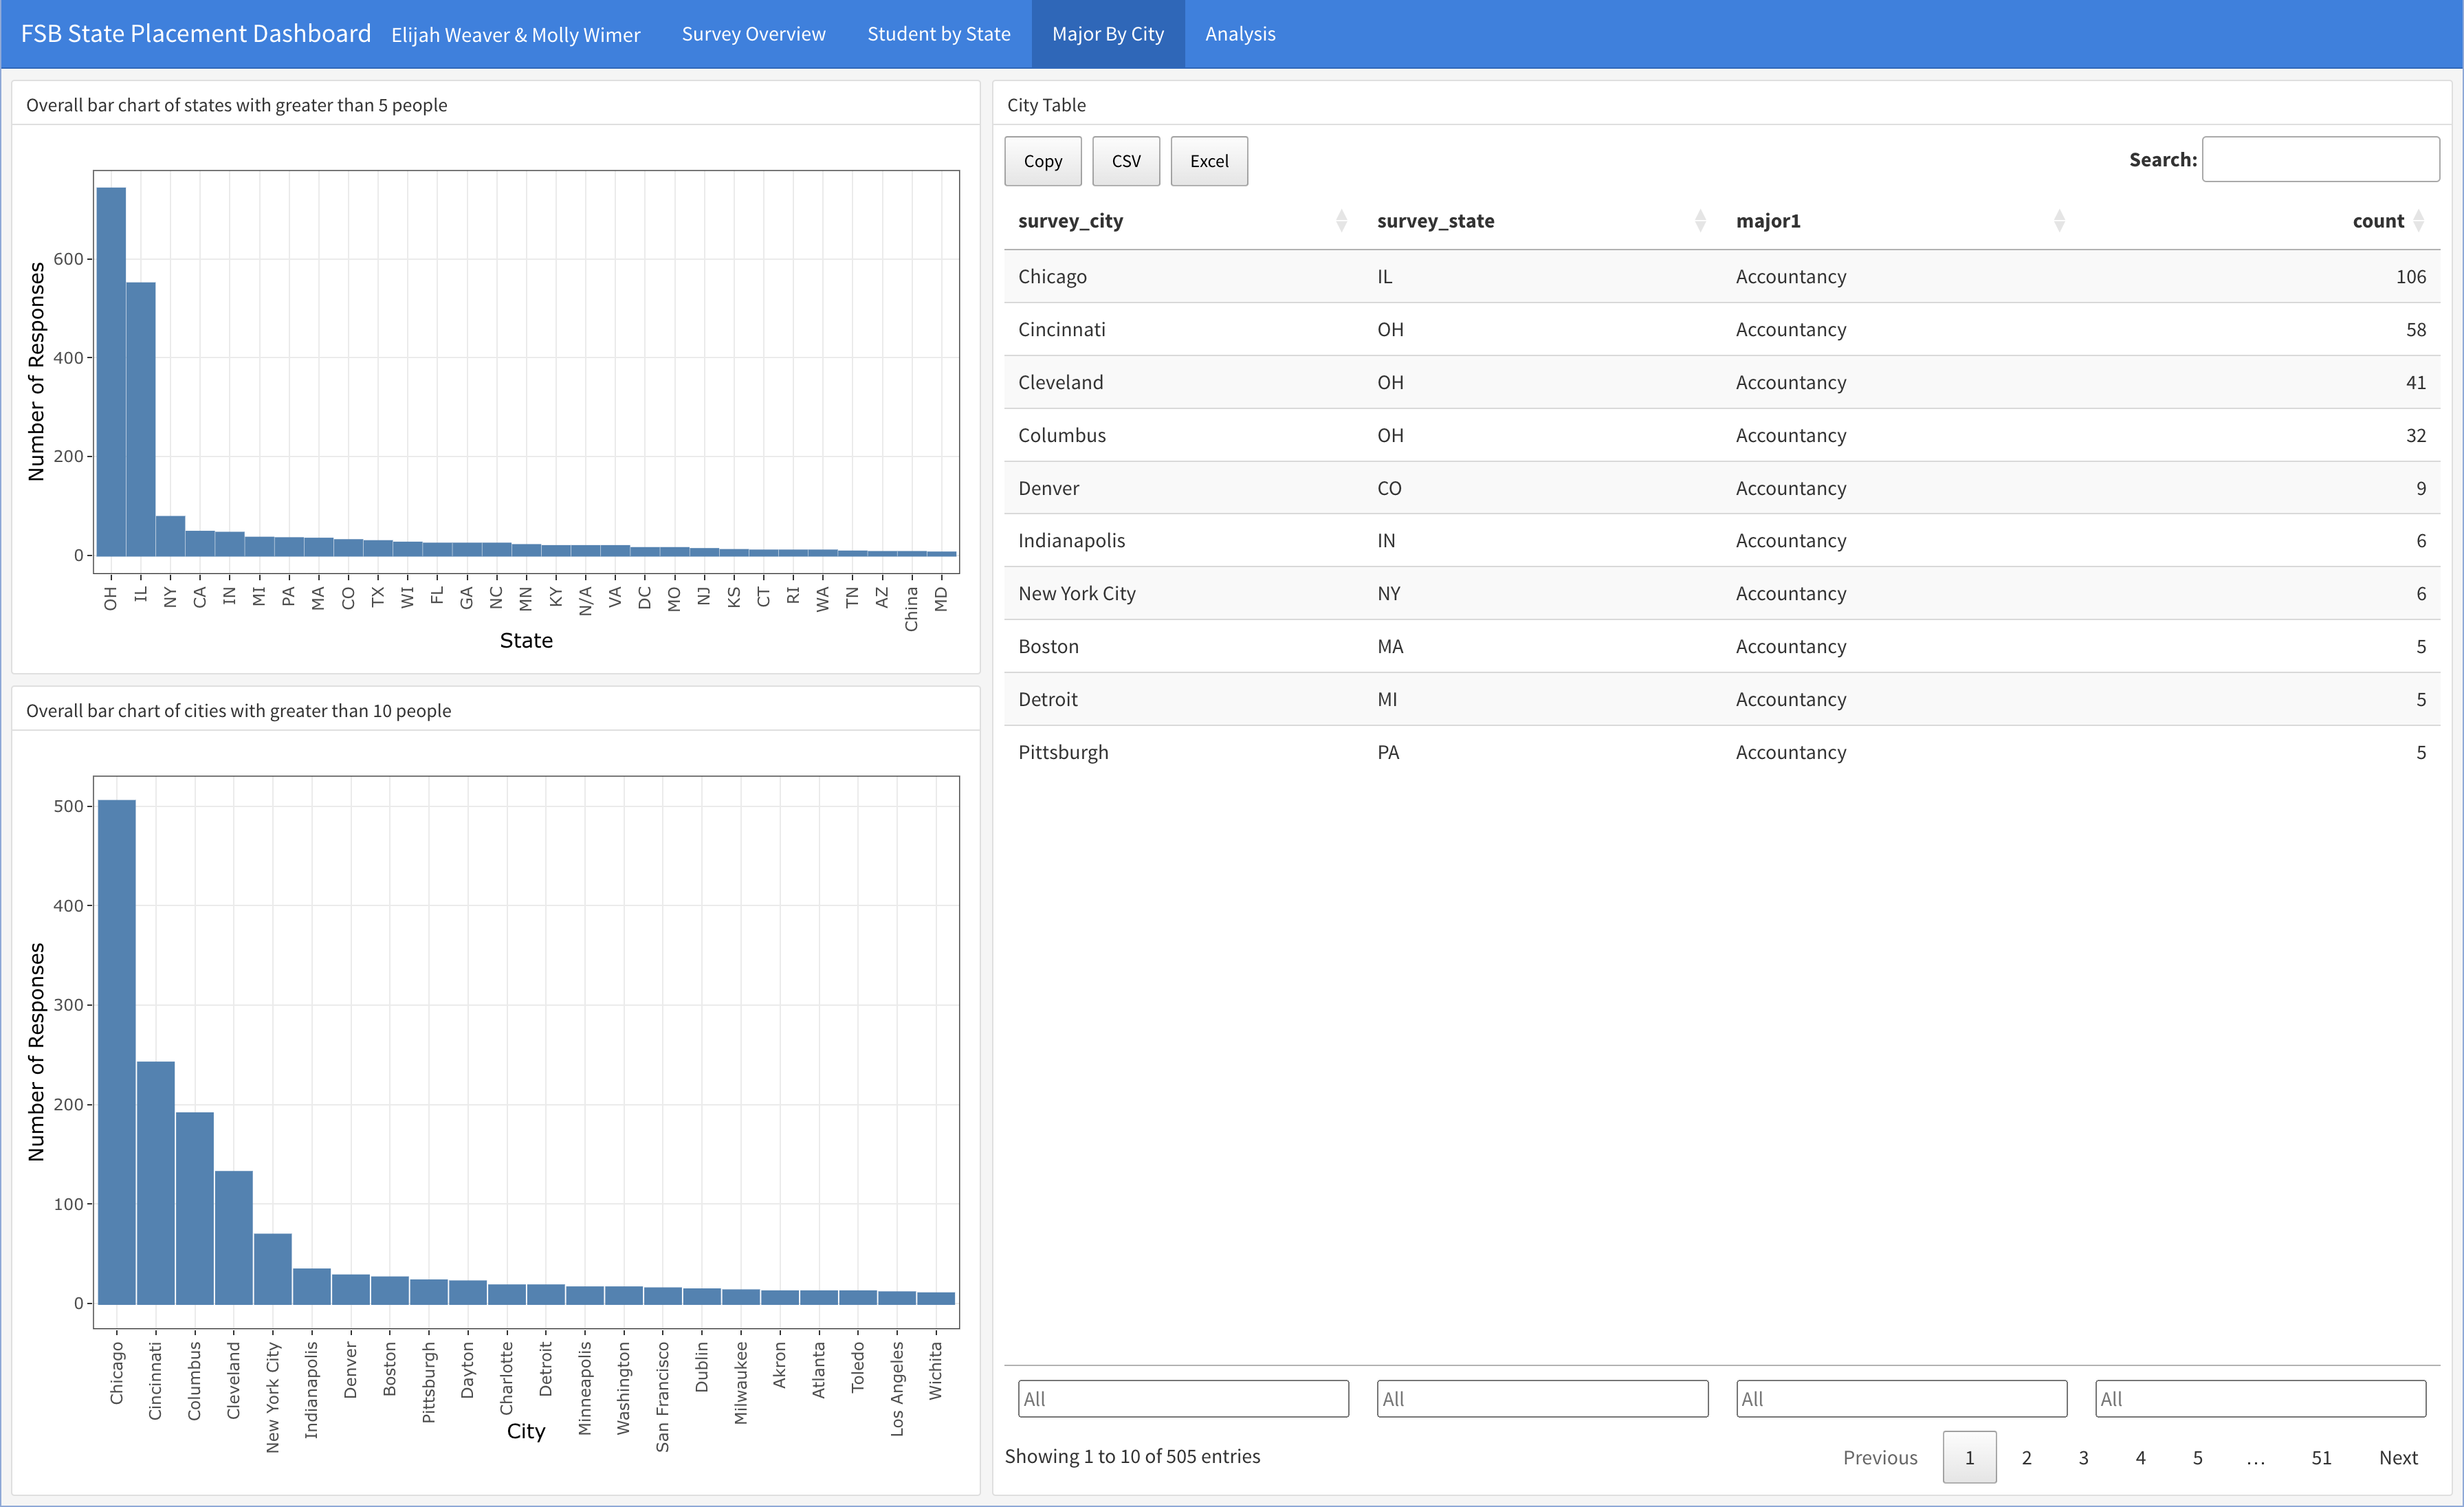 FSB State Placement Dashboard Elijah Weaver & Molly Wimer Survey Overview Student by State Major By City Analysis
Overall bar chart of states with greater than 5 people
Number of Responses
600
400
200
0
OH IL NY CA IN MI PA MA CO TX WI FL GA NC MN KY N/A VA DC MO NJ KS CT RI WA TN AZ China MD
State
Overall bar chart of cities with greater than 10 people
Number of Responses
500
400
300
200
100
0
Chicago Cincinnati Columbus Cleveland New York City Indianapolis Denver Boston Pittsburgh Dayton Charlotte Detroit Minneapolis Washington San Francisco Dublin Milwaukee Akron Atlanta Toledo Los Angeles Wichita
City
City Table
Copy CSV Excel Search:
survey_city survey_state major1 count
Chicago IL Accountancy 106
Cincinnati OH Accountancy 58
Cleveland OH Accountancy 41
Columbus OH Accountancy 32
Denver CO Accountancy 9
Indianapolis IN Accountancy 6
New York City NY Accountancy 6
Boston MA Accountancy 5
Detroit MI Accountancy 5
Pittsburgh PA Accountancy 5
All All All All
Showing 1 to 10 of 505 entries Previous 1 2 3 4 5 … 51 Next